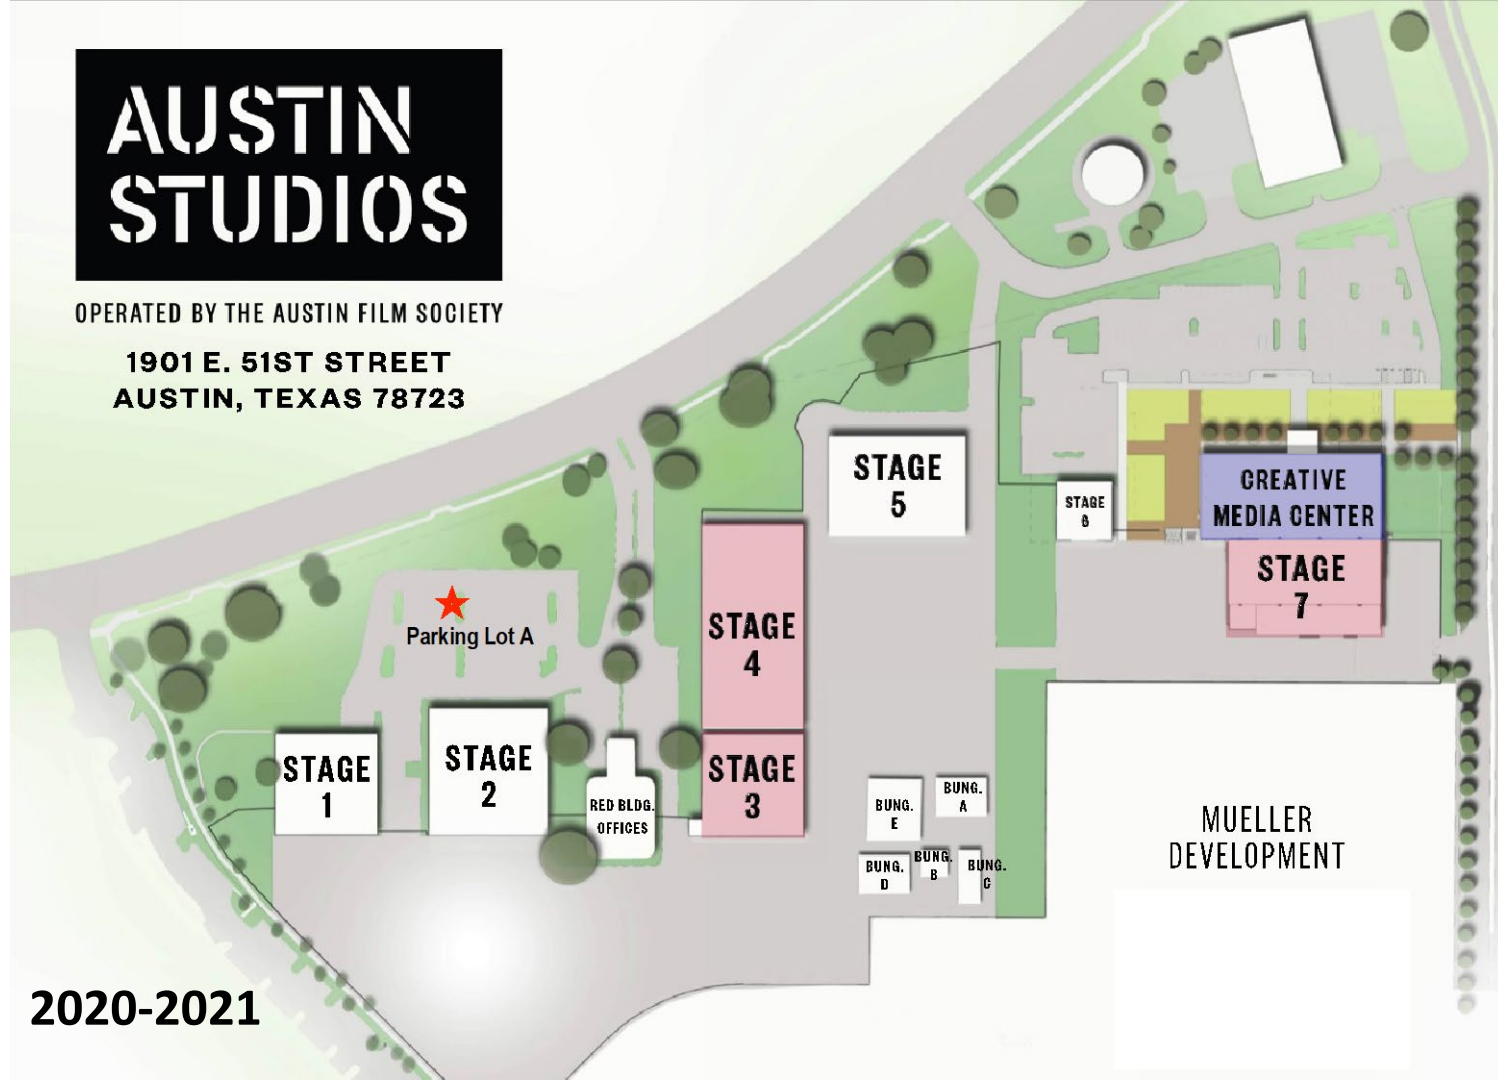 AUSTIN
STUDIOS
OPERATED BY THE AUSTIN FILM SOCIETY
1901 E. 51ST STREET
AUSTIN, TEXAS 78723
STAGE
5
STAGE
6
CREATIVE
MEDIA CENTER
STAGE
7
Parking Lot A
STAGE
4
STAGE
1
STAGE
2
RED BLDG.
OFFICES
STAGE
3
BUNG.
E
BUNG.
A
BUNG.
D
BUNG.
B
BUNG.
C
MUELLER
DEVELOPMENT
2020-2021